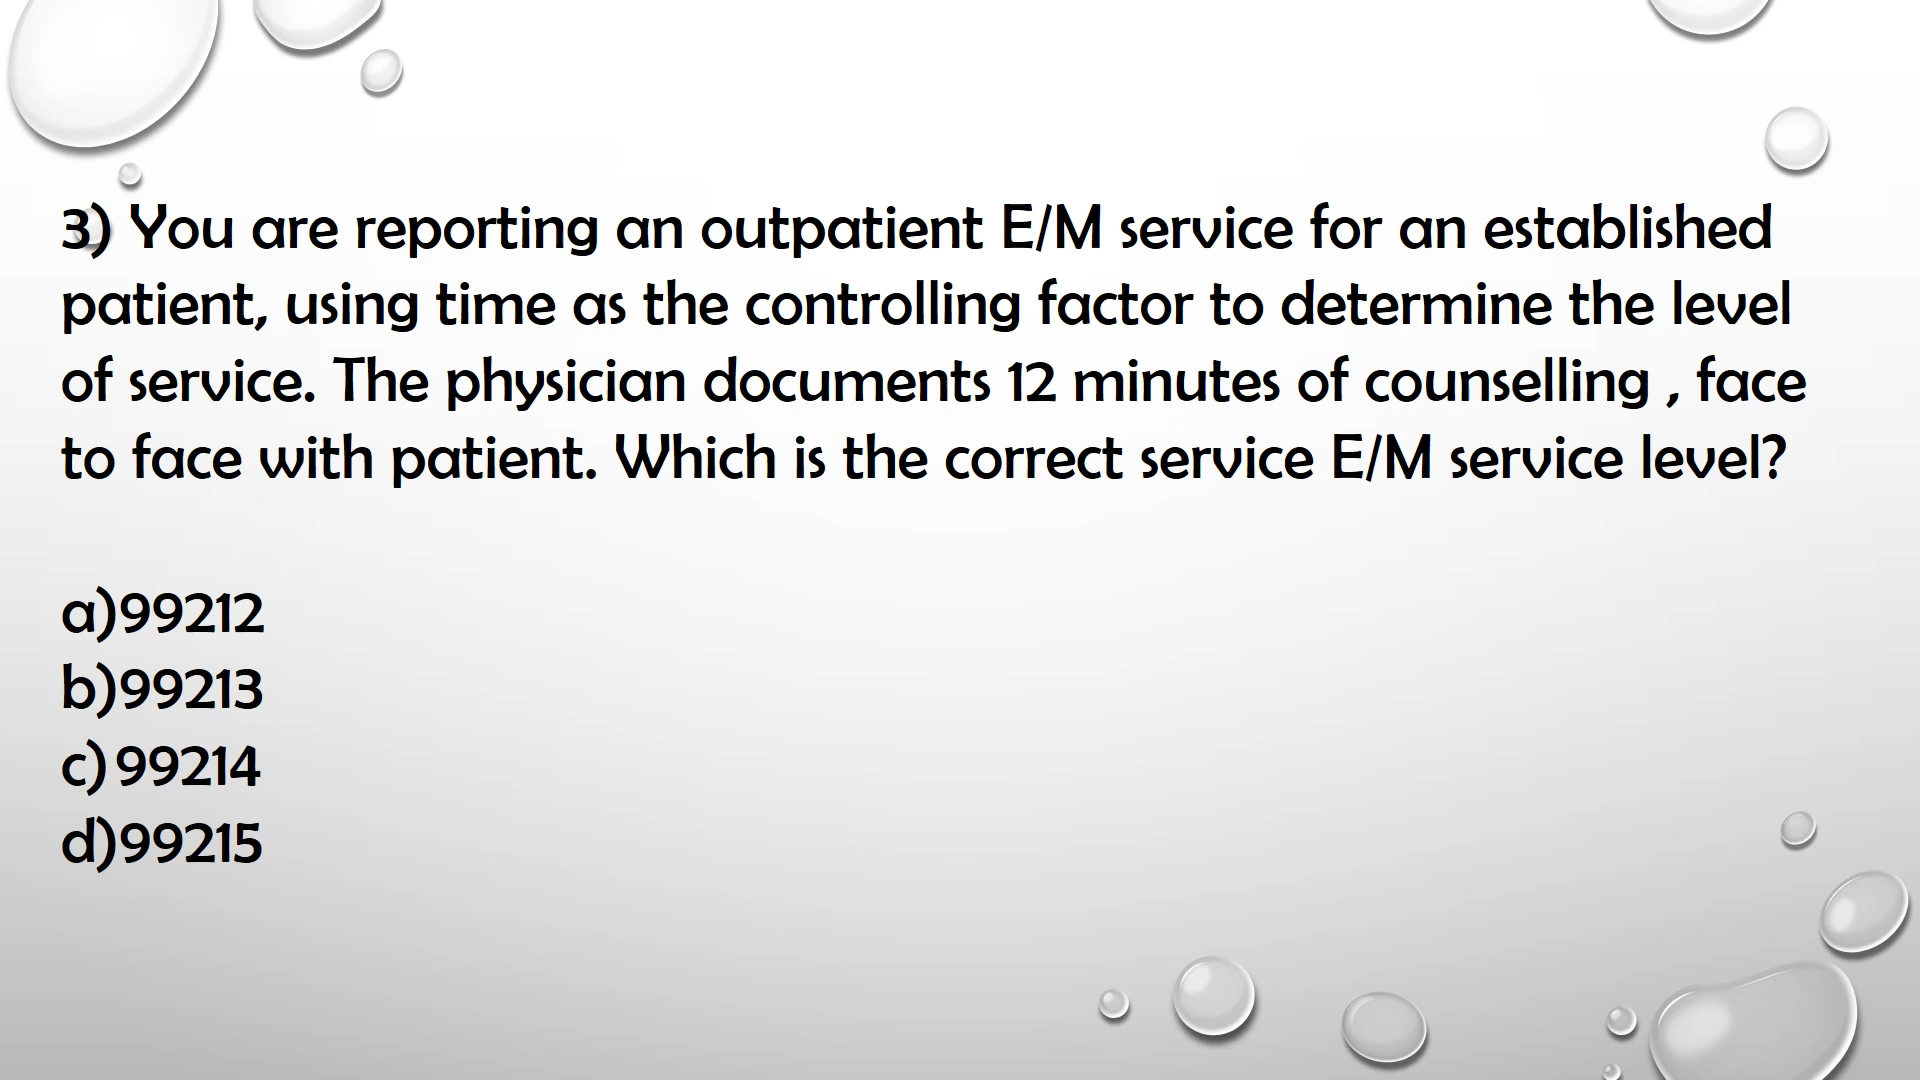 3) You are reporting an outpatient E/M service for an established
patient, using time as the controlling factor to determine the level
of service. The physician documents 12 minutes of counselling , face
to face with patient. Which is the correct service E/M service level?
a)99212
b)99213
c) 99214
d)99215